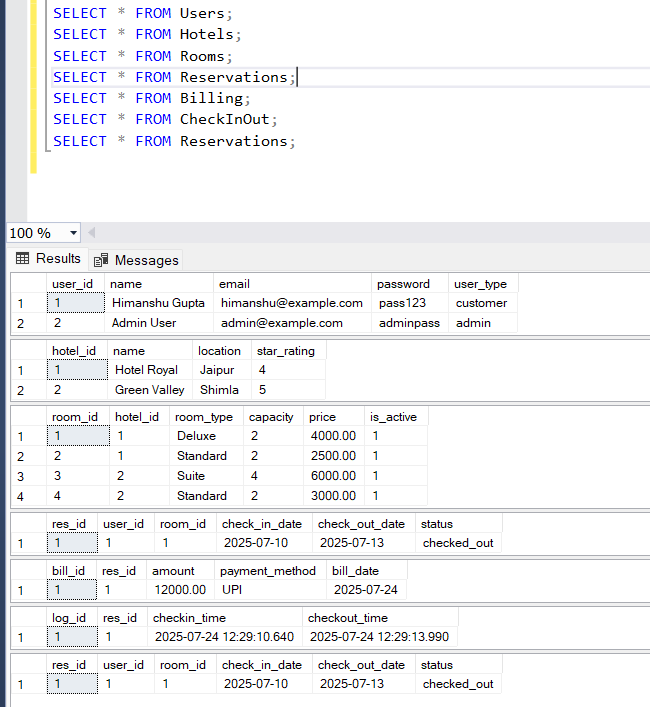 SELECT * FROM Users;
SELECT * FROM Hotels;
SELECT * FROM Rooms;
SELECT * FROM Reservations;
SELECT * FROM Billing;
SELECT * FROM CheckInOut;
SELECT * FROM Reservations;
100 %
Results Messages
user_id name email password user_type
1 1 Himanshu Gupta himanshu@example.com pass123 customer
2 2 Admin User admin@example.com adminpass admin
hotel_id name location star_rating
1 1 Hotel Royal Jaipur 4
2 2 Green Valley Shimla 5
room_id hotel_id room_type capacity price is_active
1 1 1 Deluxe 2 4000.00 1
2 2 1 Standard 2 2500.00 1
3 3 2 Suite 4 6000.00 1
4 4 2 Standard 2 3000.00 1
res_id user_id room_id check_in_date check_out_date status
1 1 1 1 2025-07-10 2025-07-13 checked_out
bill_id res_id amount payment_method bill_date
1 1 1 12000.00 UPI 2025-07-24
log_id res_id checkin_time checkout_time
1 1 1 2025-07-24 12:29:10.640 2025-07-24 12:29:13.990
res_id user_id room_id check_in_date check_out_date status
1 1 1 1 2025-07-10 2025-07-13 checked_out